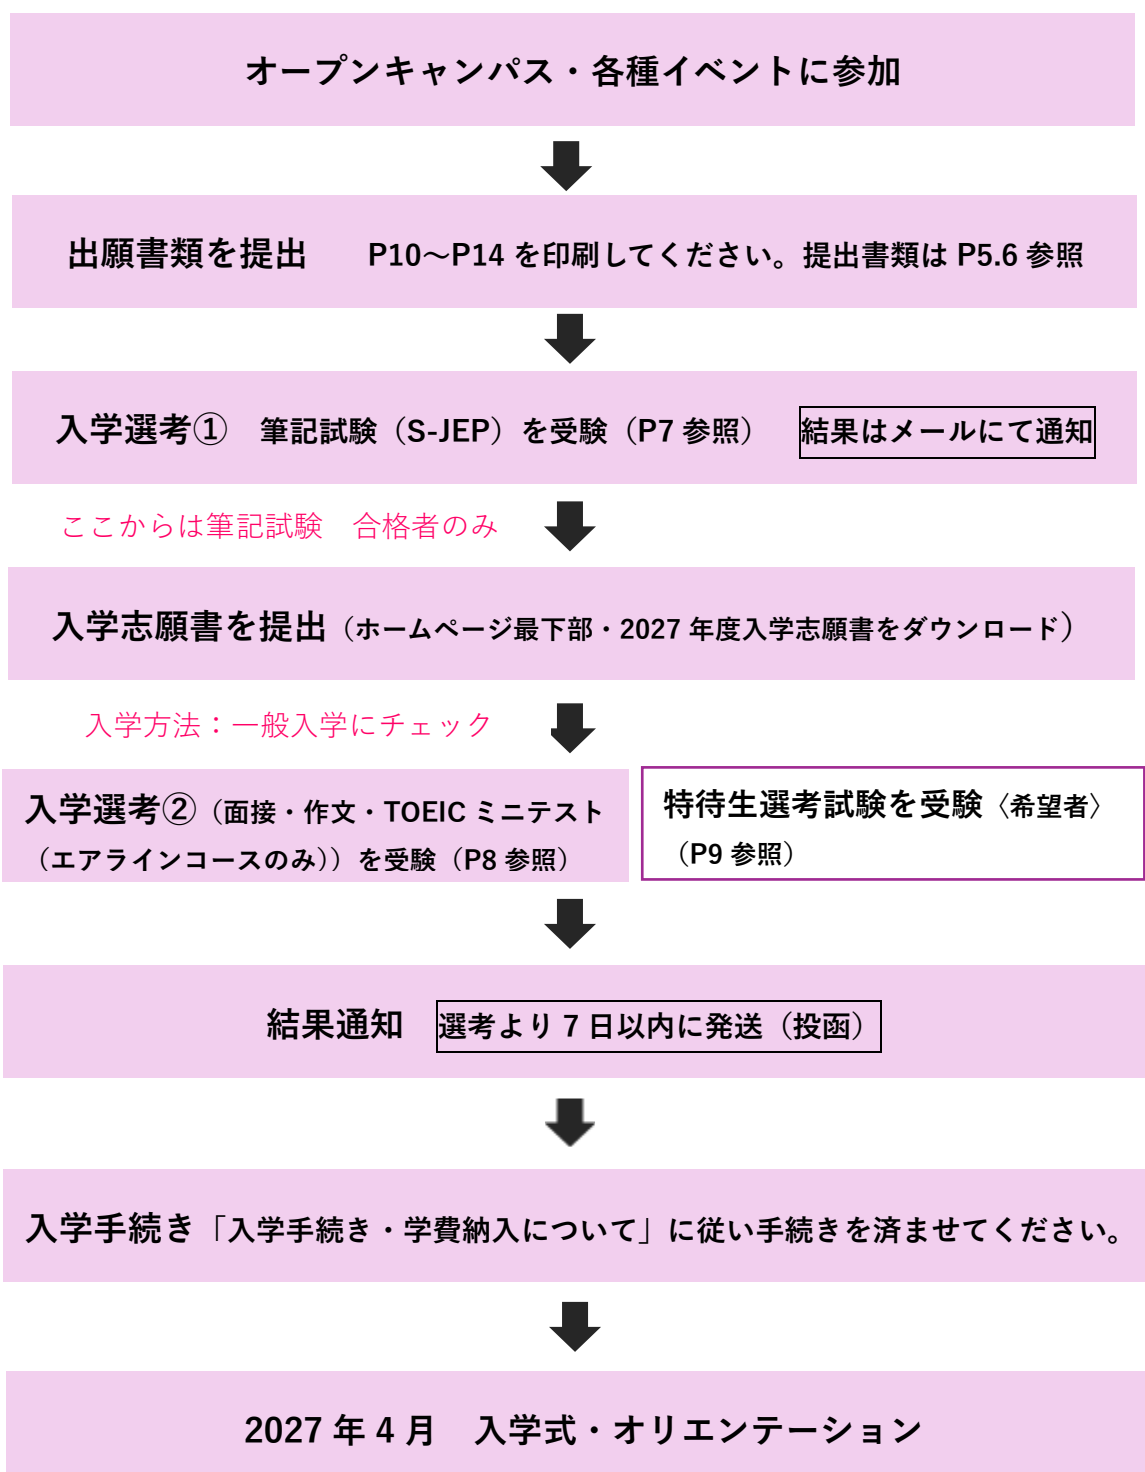 オープンキャンパス・各種イベントに参加
出願書類を提出　P10～P14 を印刷してください。提出書類は P5.6 参照
入学選考①　筆記試験（S-JEP）を受験（P7 参照）　結果はメールにて通知
ここからは筆記試験　合格者のみ
入学志願書を提出（ホームページ最下部・2027 年度入学志願書をダウンロード）
入学方法：一般入学にチェック
入学選考②（面接・作文・TOEIC ミニテスト
（エアラインコースのみ））を受験（P8 参照）
特待生選考試験を受験〈希望者〉
（P9 参照）
結果通知　選考より 7 日以内に発送（投函）
入学手続き「入学手続き・学費納入について」に従い手続きを済ませてください。
2027 年 4 月　入学式・オリエンテーション